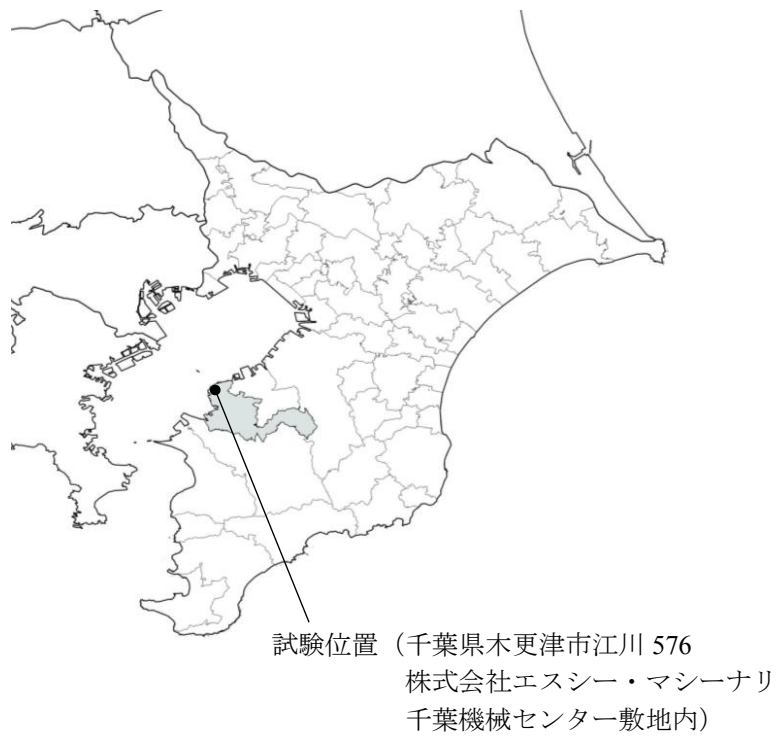 試験位置（千葉県木更津市江川 576
株式会社エスシー・マシーナリ
千葉機械センター敷地内）